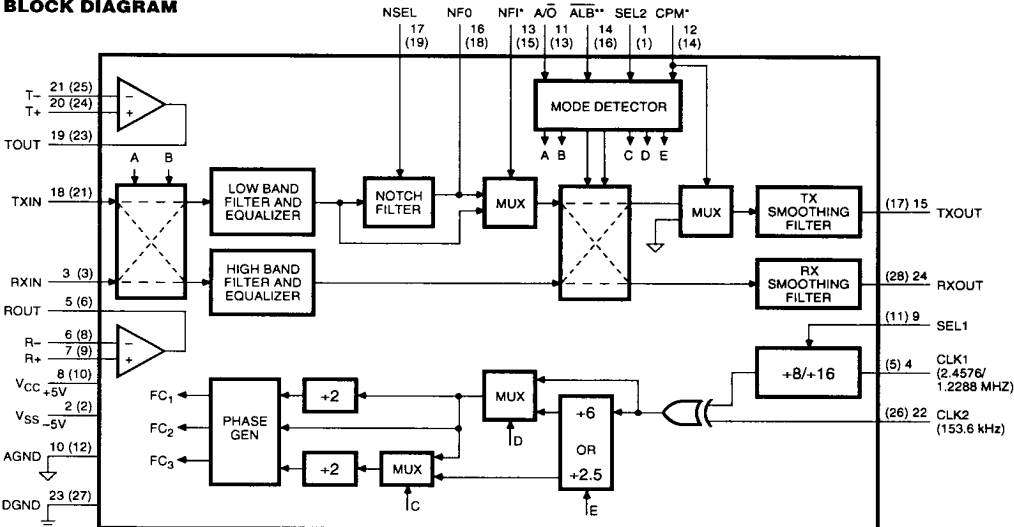 BLOCK DIAGRAM
NSEL NF0 NFI* A/O̅ A̅L̅B̅** SEL2 CPM*
17 16 13 11 14 1 12
(19) (18) (15) (13) (16) (1) (14)
MODE DETECTOR
A B C D E
T– 21 (25) –
T+ 20 (24) +
TOUT 19 (23)
A B
TXIN 18 (21)
LOW BAND
FILTER AND
EQUALIZER
NOTCH
FILTER
MUX
MUX
TX
SMOOTHING
FILTER
(17) 15 TXOUT
RXIN 3 (3)
HIGH BAND
FILTER AND
EQUALIZER
RX
SMOOTHING
FILTER
(28) 24 RXOUT
ROUT 5 (6)
R– 6 (8) –
R+ 7 (9) +
(11) 9 SEL1
÷8/÷16
(5) 4 CLK1
(2.4576/
1.2288 MHZ)
(26) 22 CLK2
(153.6 kHz)
VCC 8 (10)
+5V
VSS 2 (2)
–5V
AGND 10 (12)
DGND 23 (27)
FC1
FC2
FC3
PHASE
GEN
÷2
÷2
MUX
D
MUX
C
÷6
OR
÷2.5
E